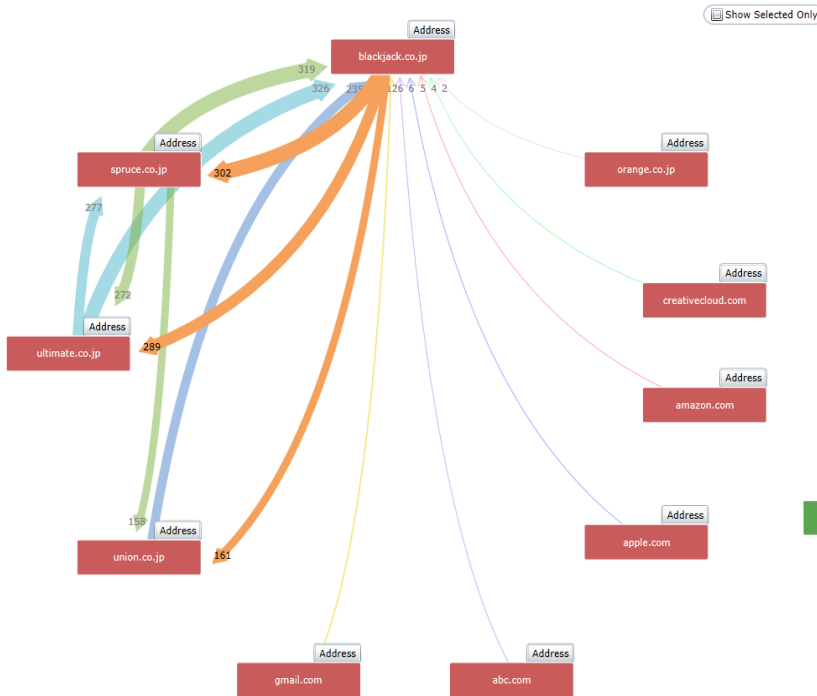 Show Selected Only
Address
blackjack.co.jp
319
326
235
126
6
5
4
2
Address
spruce.co.jp
302
Address
orange.co.jp
277
272
Address
creativecloud.com
Address
ultimate.co.jp
289
Address
amazon.com
158
Address
union.co.jp
161
Address
apple.com
Address
gmail.com
Address
abc.com